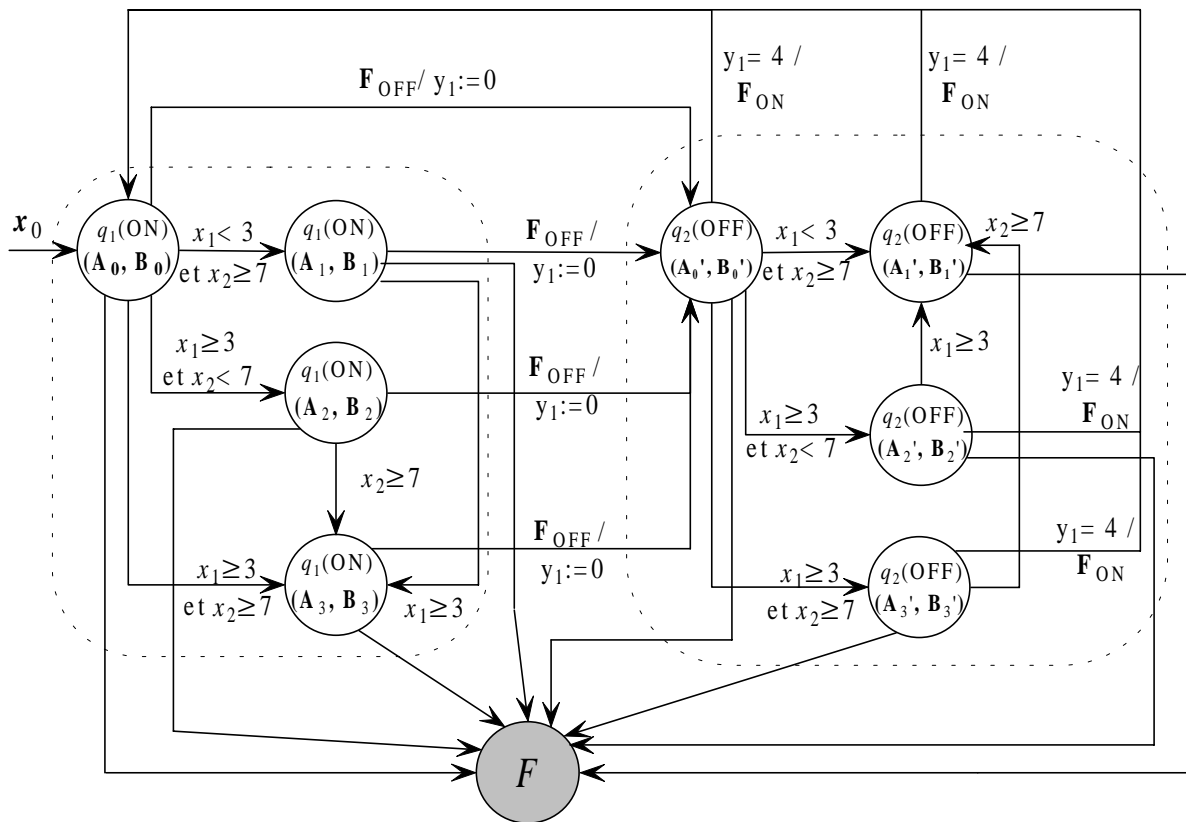 y₁= 4 /
F_ON
y₁= 4 /
F_ON
F_OFF/ y₁:=0
x₀
q₁(ON)
(A₀, B₀)
x₁< 3
et x₂≥7
q₁(ON)
(A₁, B₁)
F_OFF/
y₁:=0
q₂(OFF)
(A₀', B₀')
x₁< 3
et x₂≥7
q₂(OFF)
(A₁', B₁')
x₂≥7
x₁≥3
et x₂< 7
q₁(ON)
(A₂, B₂)
F_OFF/
y₁:=0
x₁≥3
x₁≥3
et x₂< 7
q₂(OFF)
(A₂', B₂')
y₁= 4 /
F_ON
x₂≥7
x₁≥3
et x₂≥7
q₁(ON)
(A₃, B₃)
x₁≥3
F_OFF/
y₁:=0
x₁≥3
et x₂≥7
q₂(OFF)
(A₃', B₃')
y₁= 4 /
F_ON
F